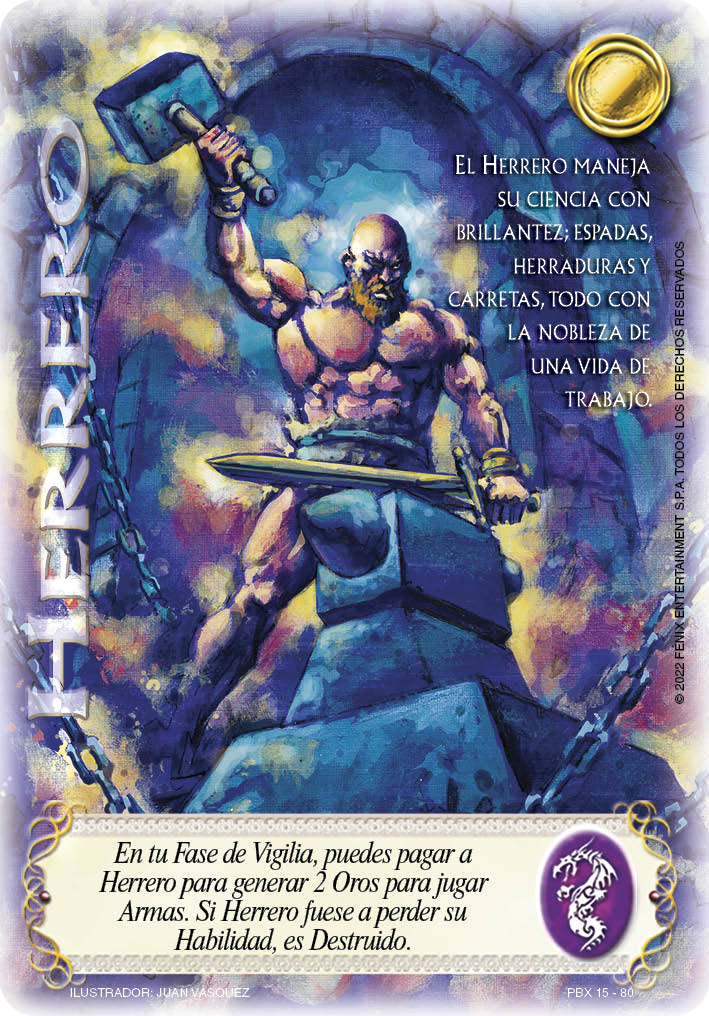 HERRERO
EL HERRERO MANEJA
SU CIENCIA CON
BRILLANTEZ; ESPADAS,
HERRADURAS Y
CARRETAS, TODO CON
LA NOBLEZA DE
UNA VIDA DE
TRABAJO.
© 2022 FÉNIX ENTERTAINMENT S.P.A. TODOS LOS DERECHOS RESERVADOS
En tu Fase de Vigilia, puedes pagar a
Herrero para generar 2 Oros para jugar
Armas. Si Herrero fuese a perder su
Habilidad, es Destruido.
ILUSTRADOR: JUAN VASQUEZ
PBX 15 - 80